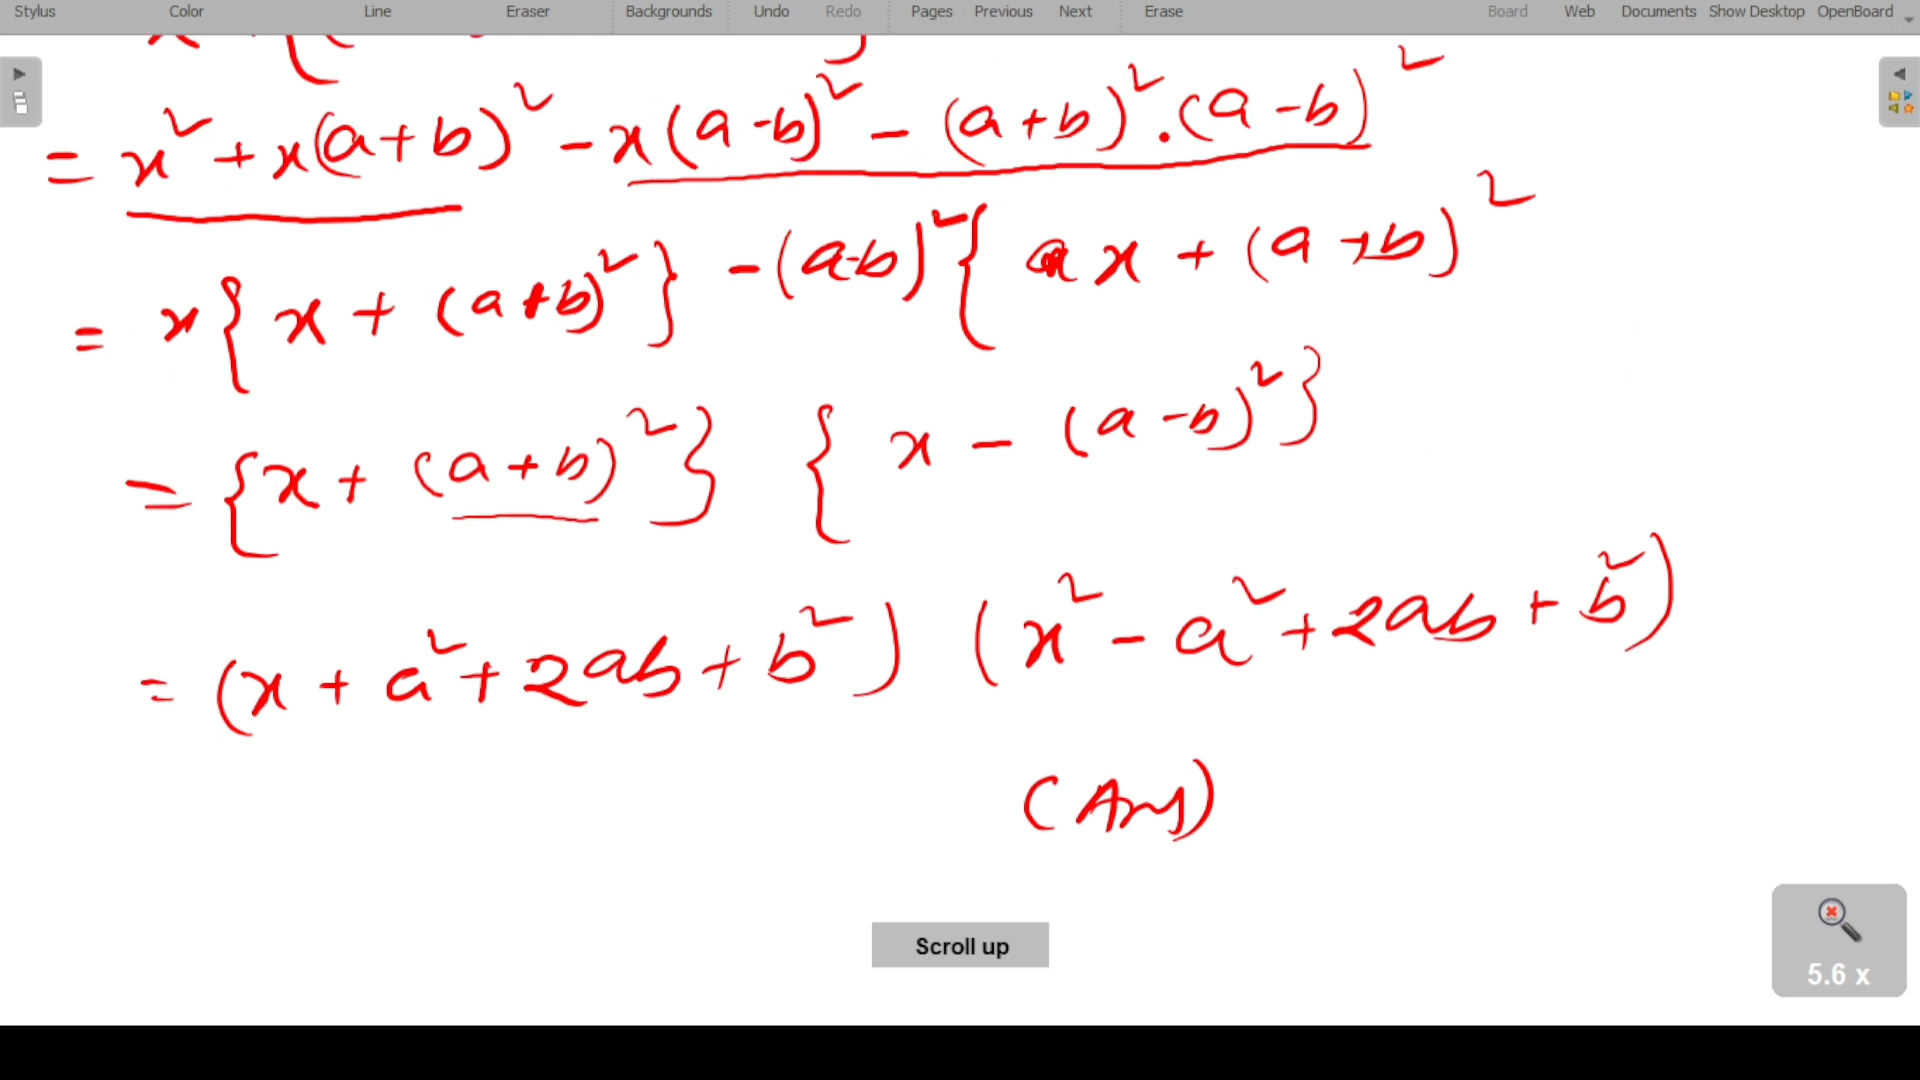 Stylus Color Line Eraser Backgrounds Undo Redo Pages Previous Next Erase Board Web Documents Show Desktop OpenBoard
= x² + x(a+b)² - x(a-b)² - (a+b)².(a-b)²
= x{x + (a+b)²} - (a-b)²{ x + (a+b)²
= {x + (a+b)²} {x - (a-b)²}
= (x + a² + 2ab + b²) (x² - a² + 2ab + b²)
(Ans)
Scroll up
5.6 x